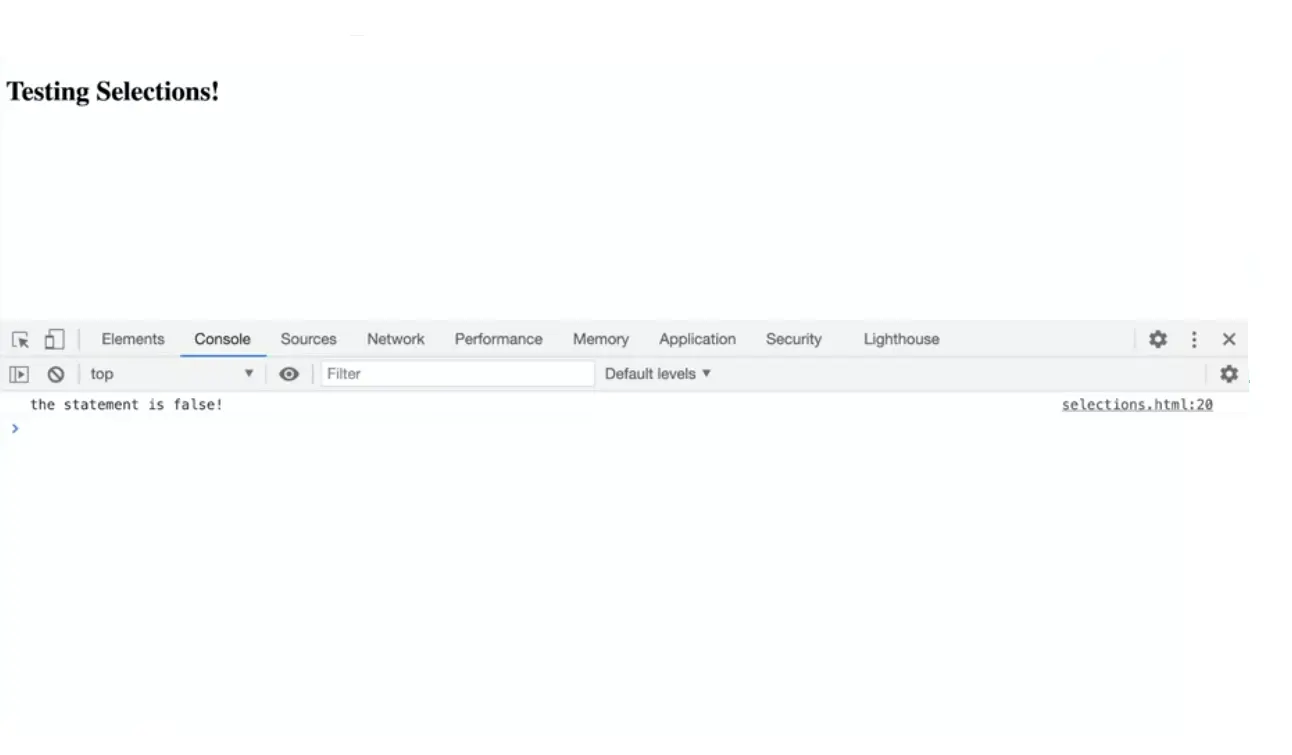 Testing Selections!
Elements Console Sources Network Performance Memory Application Security Lighthouse
top Filter Default levels
the statement is false! selections.html:20